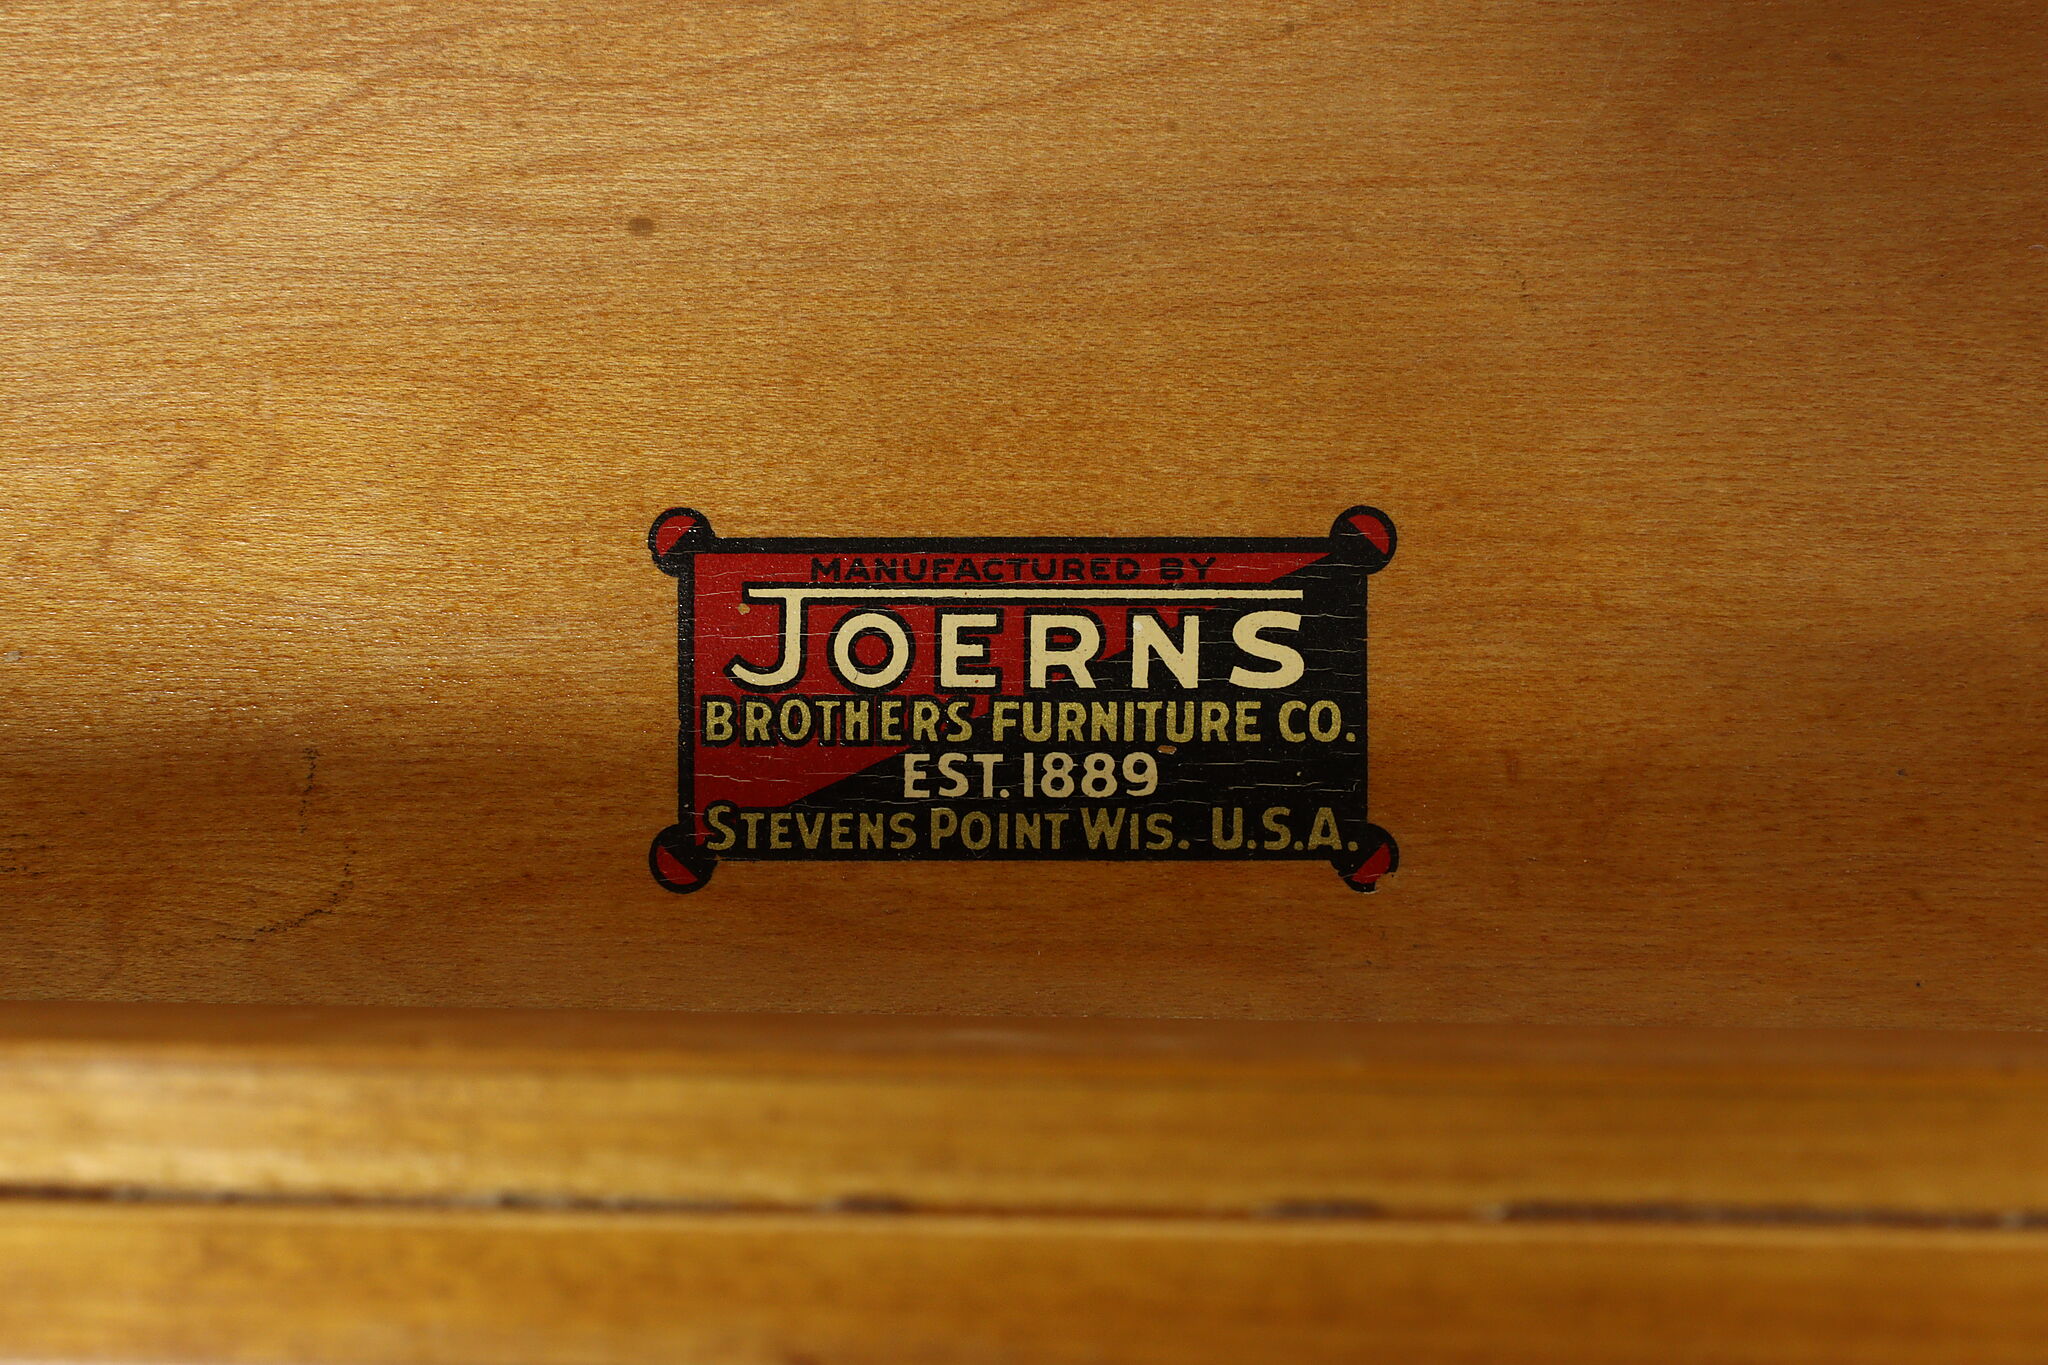 MANUFACTURED BY
JOERNS
BROTHERS FURNITURE CO.
EST. 1889
STEVENS POINT WIS. U.S.A.